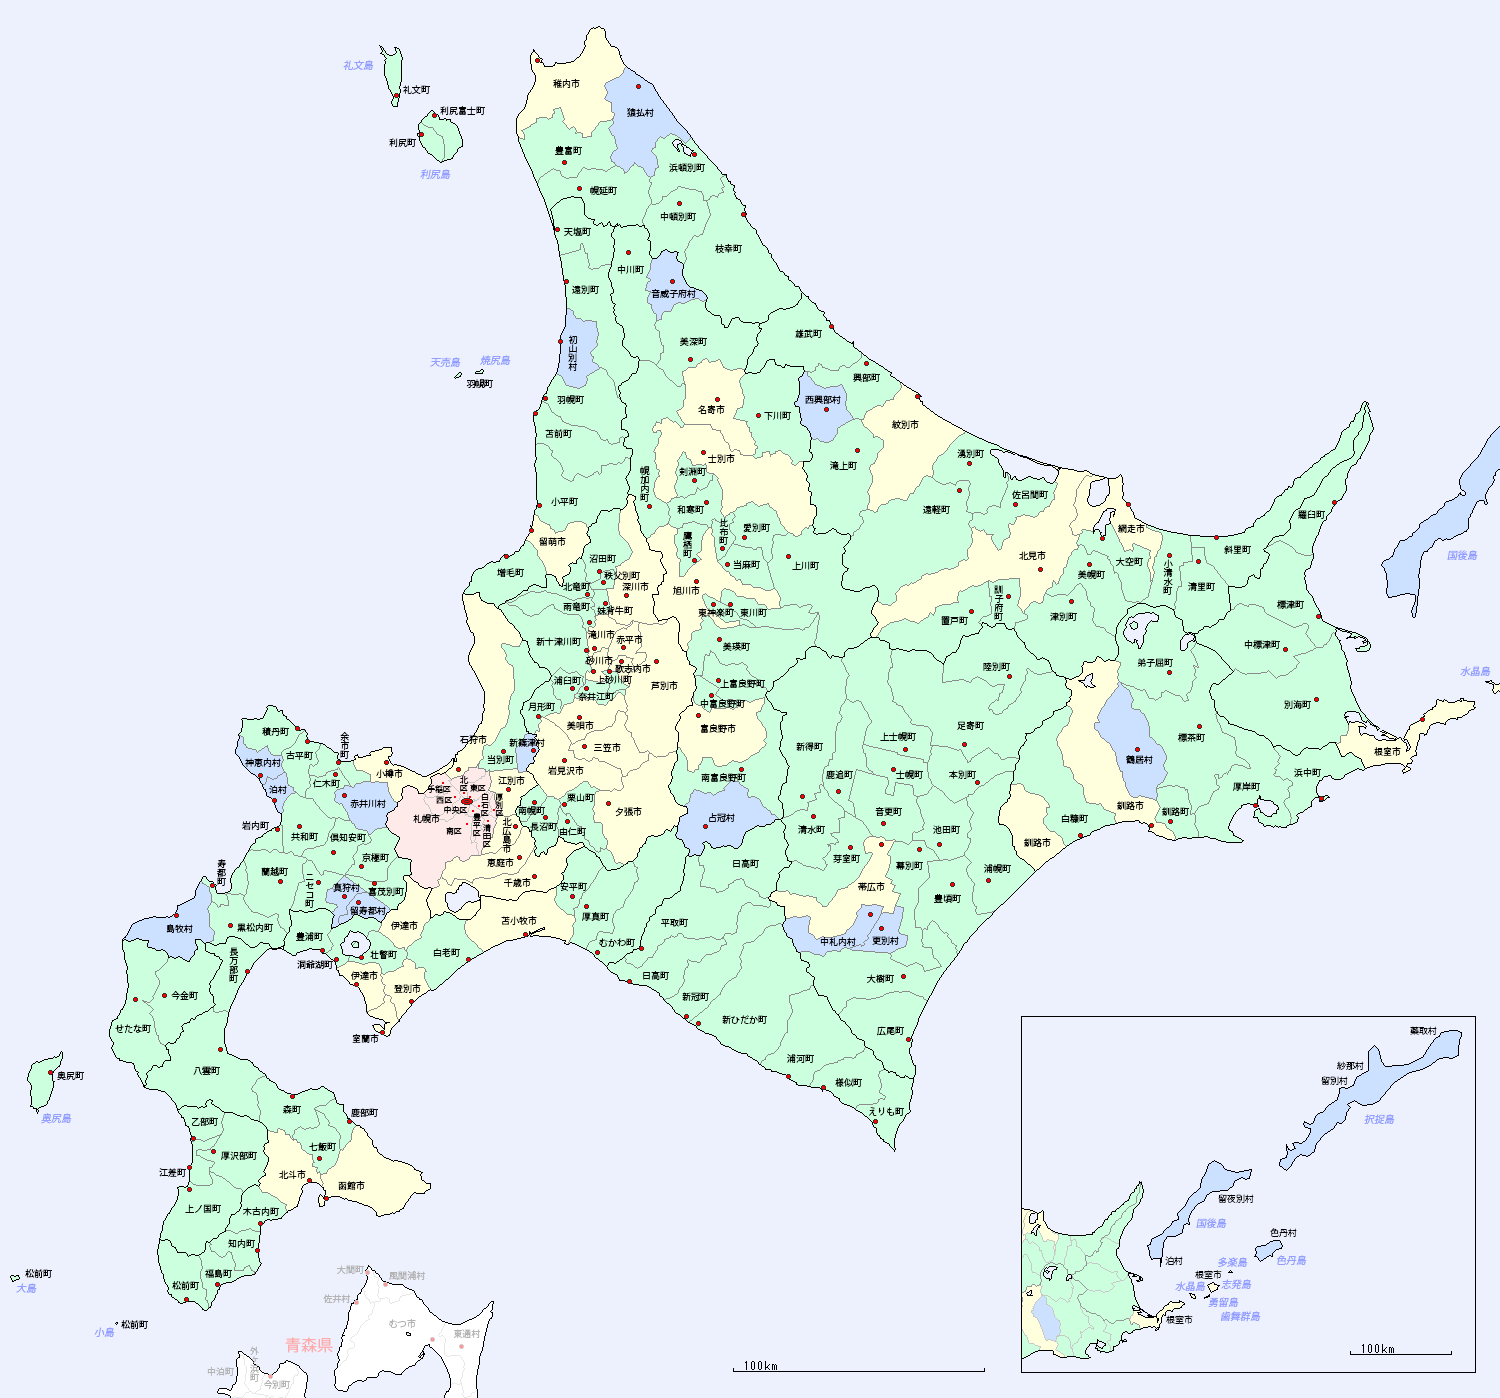 稚内市
猿払村
礼文島
礼文町
利尻富士町
利尻町
利尻島
豊富町
浜頓別町
幌延町
中頓別町
天塩町
枝幸町
中川町
音威子府村
遠別町
初山別村
美深町
雄武町
天売島
焼尻島
羽幌町
興部町
西興部村
羽幌町
名寄市
下川町
紋別市
苫前町
士別市
滝上町
湧別町
剣淵町
幌加内町
佐呂間町
小平町
和寒町
遠軽町
羅臼町
比布町
愛別町
網走市
留萌市
鷹栖町
北見市
斜里町
国後島
沼田町
当麻町
上川町
大空町
小清水町
増毛町
秩父別町
美幌町
清里町
北竜町
深川市
旭川市
訓子府町
標津町
雨竜町
妹背牛町
東神楽町
東川町
津別町
置戸町
滝川市
赤平市
新十津川町
美瑛町
中標津町
砂川市
歌志内市
弟子屈町
陸別町
水晶島
浦臼町
上砂川町
芦別市
上富良野町
奈井江町
中富良野町
別海町
月形町
美唄市
富良野市
足寄町
積丹町
余市町
石狩市
新篠津村
三笠市
新得町
上士幌町
標茶町
根室市
古平町
当別町
鶴居村
神恵内村
小樽市
岩見沢市
南富良野町
鹿追町
士幌町
本別町
浜中町
仁木町
江別市
厚岸町
泊村
赤井川村
手稲区
北区
東区
西区
白石区
厚別区
中央区
栗山町
夕張市
占冠村
釧路市
釧路町
札幌市
豊平区
清田区
南区
北広島市
南幌町
長沼町
由仁町
音更町
白糠町
岩内町
共和町
倶知安町
清水町
池田町
釧路市
京極町
恵庭市
日高町
芽室町
幕別町
浦幌町
寿都町
蘭越町
ニセコ町
真狩村
喜茂別町
千歳市
安平町
帯広市
豊頃町
留寿都村
島牧村
黒松内町
伊達市
苫小牧市
厚真町
平取町
豊浦町
むかわ町
中札内村
更別村
長万部町
壮瞥町
白老町
洞爺湖町
伊達市
日高町
大樹町
今金町
登別市
新冠町
せたな町
室蘭市
新ひだか町
広尾町
八雲町
浦河町
様似町
えりも町
奥尻町
奥尻島
森町
鹿部町
乙部町
七飯町
厚沢部町
江差町
北斗市
函館市
上ノ国町
木古内町
知内町
福島町
松前町
松前町
大島
松前町
小島
大間町
風間浦村
佐井村
むつ市
東通村
青森県
外ヶ浜町
中泊町
今別町
100km
蘂取村
紗那村
留別村
択捉島
留夜別村
国後島
色丹村
色丹島
泊村
多楽島
根室市
水晶島
志発島
勇留島
歯舞群島
根室市
100km